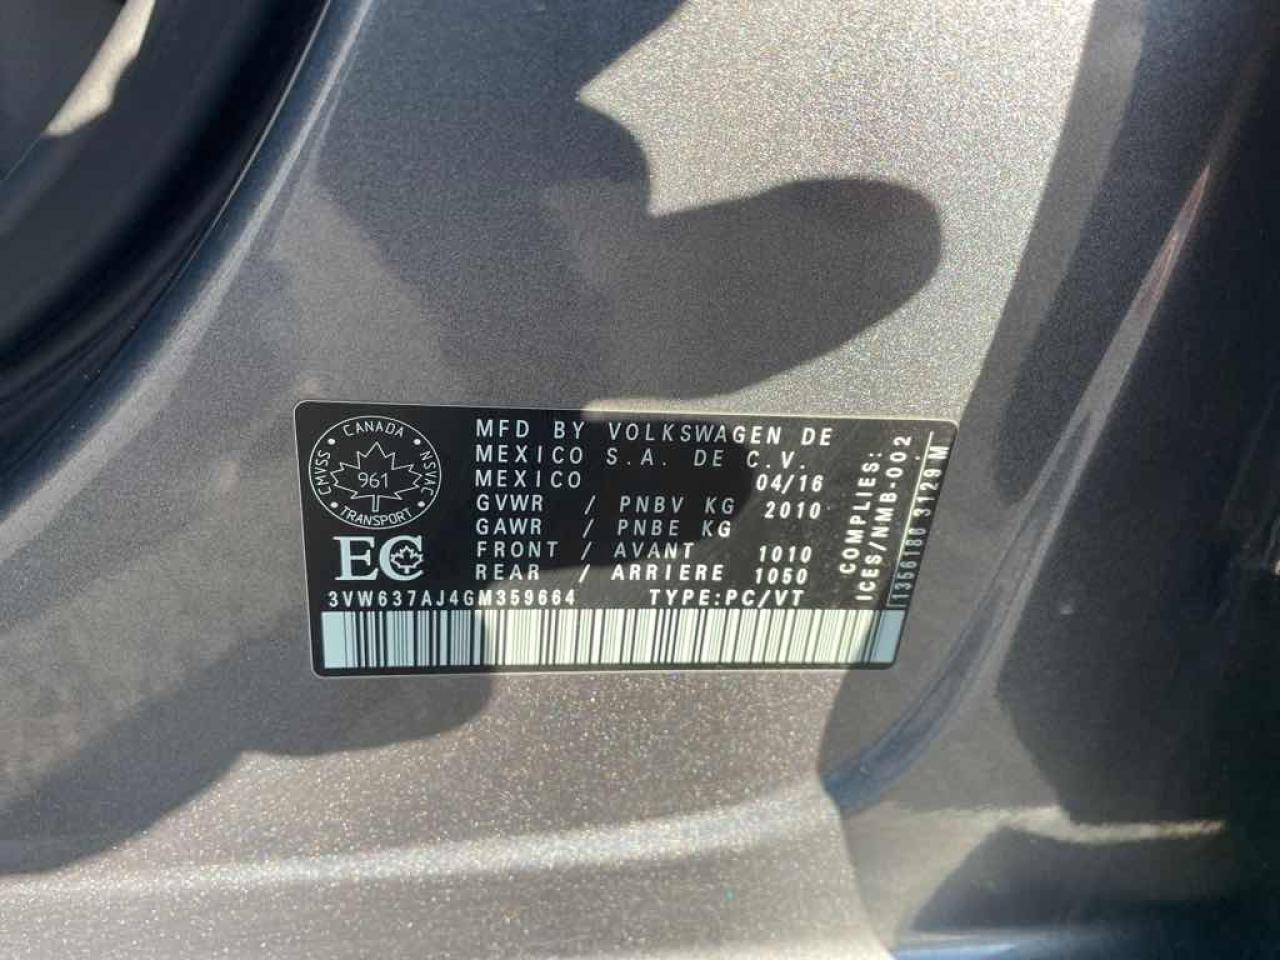 CANADA
CMVSS
961
NSVAC
TRANSPORT
EC
MFD BY VOLKSWAGEN DE
MEXICO S.A. DE C.V.
MEXICO 04/16
GVWR / PNBV KG 2010
GAWR / PNBE KG
FRONT / AVANT 1010
REAR / ARRIERE 1050
3VW637AJ4GM359664 TYPE:PC/VT
COMPLIES:
ICES/NMB-002
1356180 3129 M